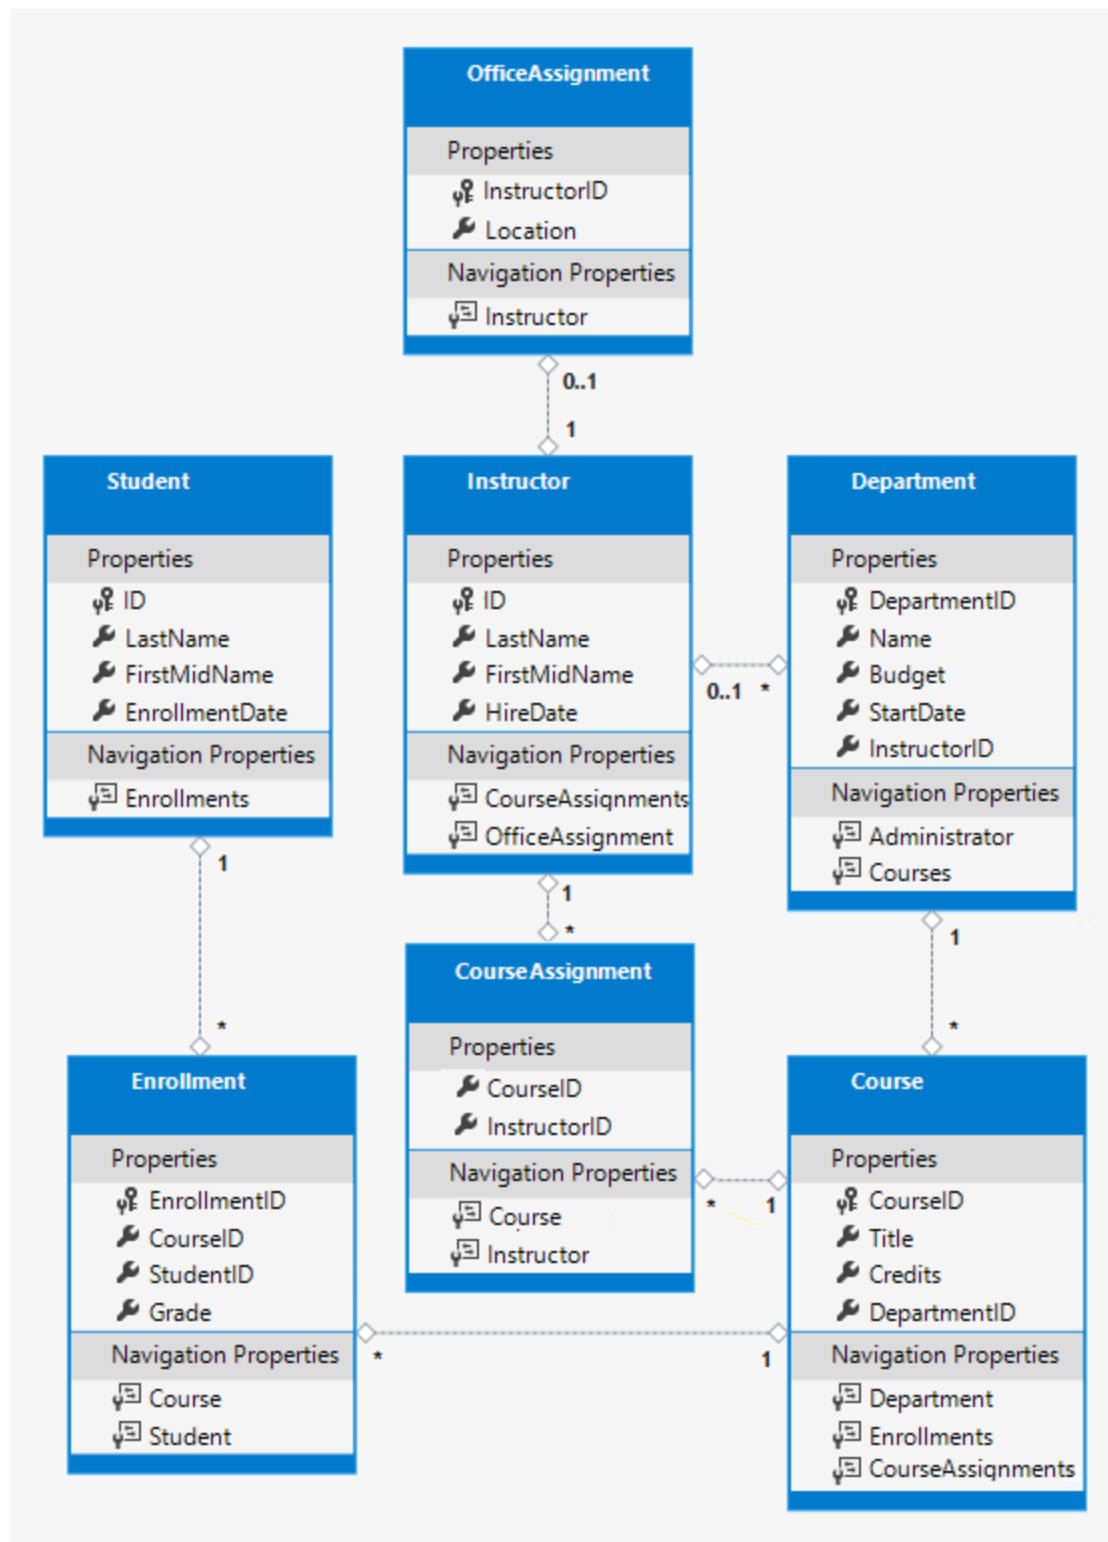 OfficeAssignment
Properties
InstructorID
Location
Navigation Properties
Instructor
0..1
1
Student
Properties
ID
LastName
FirstMidName
EnrollmentDate
Navigation Properties
Enrollments
1
*
Instructor
Properties
ID
LastName
FirstMidName
HireDate
Navigation Properties
CourseAssignments
OfficeAssignment
0..1 *
1
*
Department
Properties
DepartmentID
Name
Budget
StartDate
InstructorID
Navigation Properties
Administrator
Courses
1
*
CourseAssignment
Properties
CourseID
InstructorID
Navigation Properties
Course
Instructor
* 1
Enrollment
Properties
EnrollmentID
CourseID
StudentID
Grade
Navigation Properties
Course
Student
* 1
Course
Properties
CourseID
Title
Credits
DepartmentID
Navigation Properties
Department
Enrollments
CourseAssignments